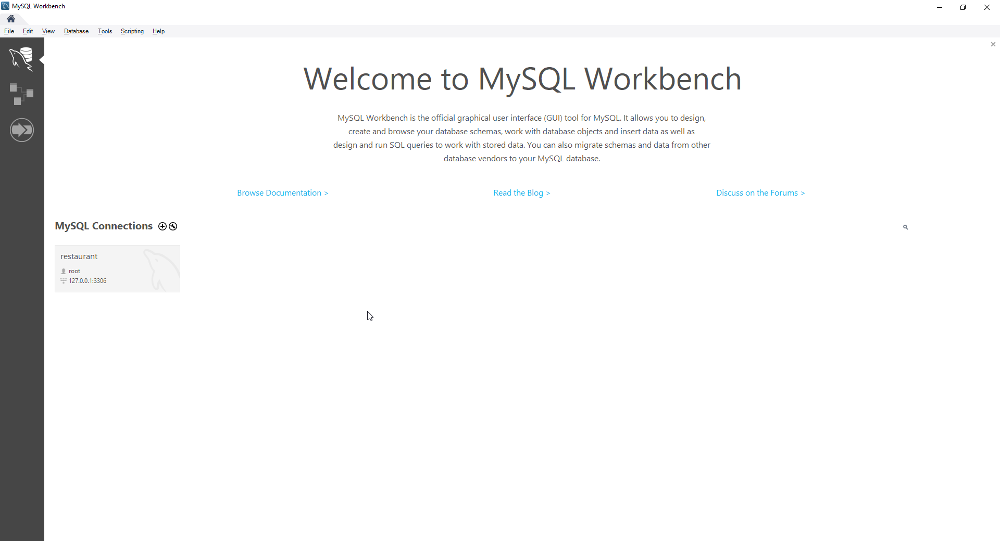 MySQL Workbench
File Edit View Database Tools Scripting Help
Welcome to MySQL Workbench
MySQL Workbench is the official graphical user interface (GUI) tool for MySQL. It allows you to design,
create and browse your database schemas, work with database objects and insert data as well as
design and run SQL queries to work with stored data. You can also migrate schemas and data from other
database vendors to your MySQL database.
Browse Documentation > Read the Blog > Discuss on the Forums >
MySQL Connections
restaurant
root
127.0.0.1:3306